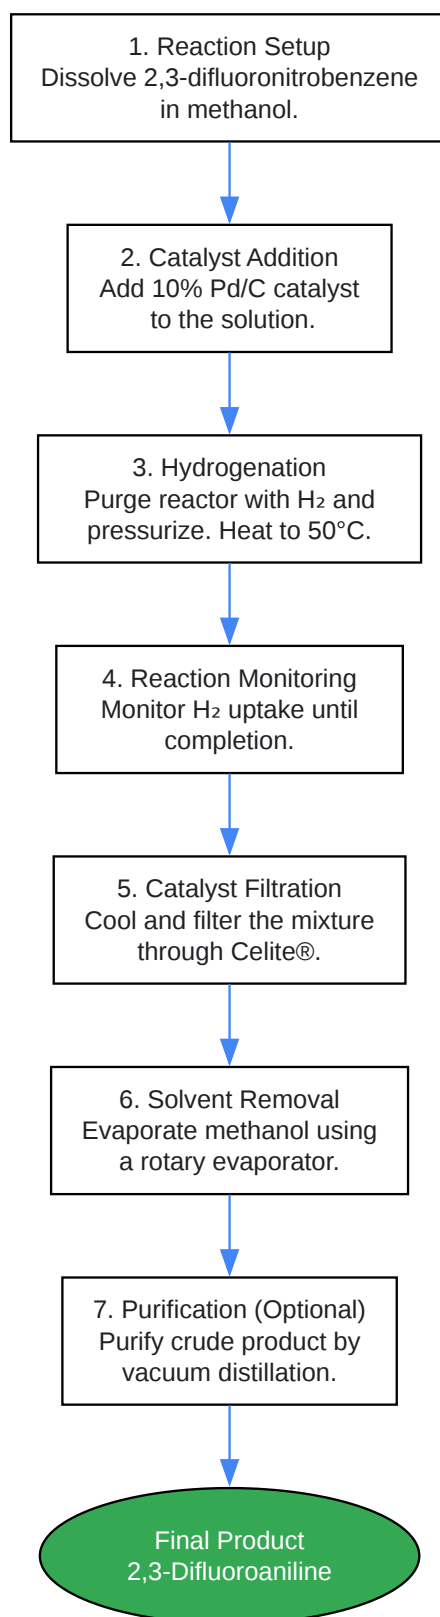 1. Reaction Setup
Dissolve 2,3-difluoronitrobenzene
in methanol.
2. Catalyst Addition
Add 10% Pd/C catalyst
to the solution.
3. Hydrogenation
Purge reactor with H₂ and
pressurize. Heat to 50°C.
4. Reaction Monitoring
Monitor H₂ uptake until
completion.
5. Catalyst Filtration
Cool and filter the mixture
through Celite®.
6. Solvent Removal
Evaporate methanol using
a rotary evaporator.
7. Purification (Optional)
Purify crude product by
vacuum distillation.
Final Product
2,3-Difluoroaniline